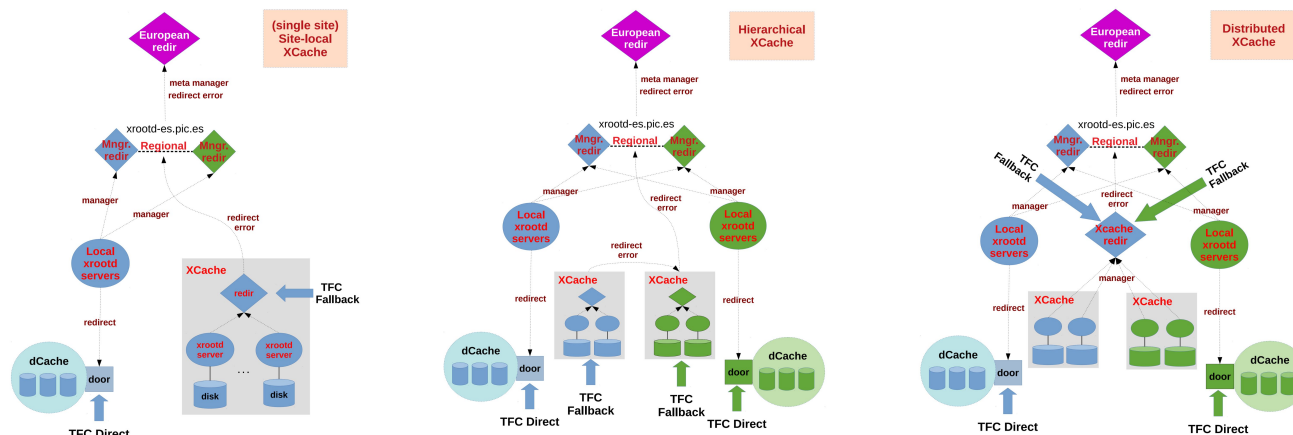 European
redir
(single site)
Site-local
XCache
meta manager
redirect error
xrootd-es.pic.es
Mngr.
redir
Regional
Mngr.
redir
manager
manager
redirect
error
Local
xrootd
servers
XCache
redir
TFC
Fallback
redirect
xrootd
server
xrootd
server
...
disk
disk
dCache
door
TFC Direct
European
redir
Hierarchical
XCache
meta manager
redirect error
xrootd-es.pic.es
Mngr.
redir
Regional
Mngr.
redir
manager
manager
Local
xrootd
servers
Local
xrootd
servers
redirect
error
XCache
XCache
redirect
redirect
dCache
door
door
dCache
TFC
Fallback
TFC
Fallback
TFC Direct
TFC Direct
European
redir
Distributed
XCache
meta manager
redirect error
xrootd-es.pic.es
Mngr.
redir
Regional
Mngr.
redir
TFC
Fallback
TFC
Fallback
redirect
error
manager
manager
Local
xrootd
servers
Xcache
redir
Local
xrootd
servers
manager
XCache
XCache
redirect
redirect
dCache
door
door
dCache
TFC Direct
TFC Direct